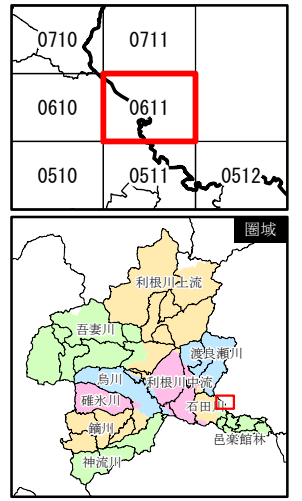 0710
0711
0610
0611
0510
0511
0512
圏域
利根川上流
吾妻川
渡良瀬川
烏川
利根川中流
碓氷川
石田川
鏑川
邑楽館林
神流川